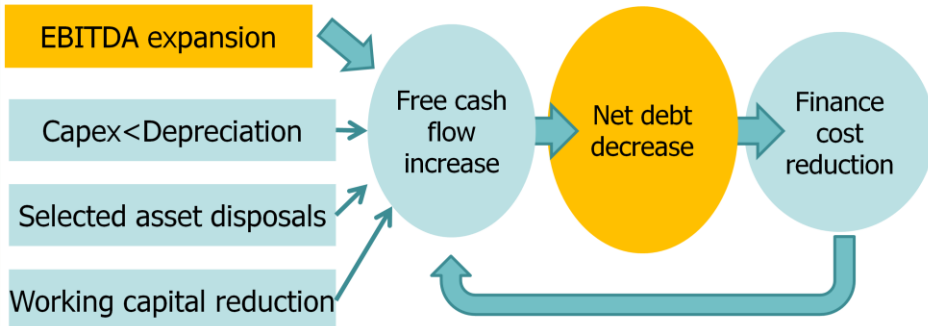 EBITDA expansion
Capex<Depreciation
Selected asset disposals
Working capital reduction
Free cash
flow
increase
Net debt
decrease
Finance
cost
reduction